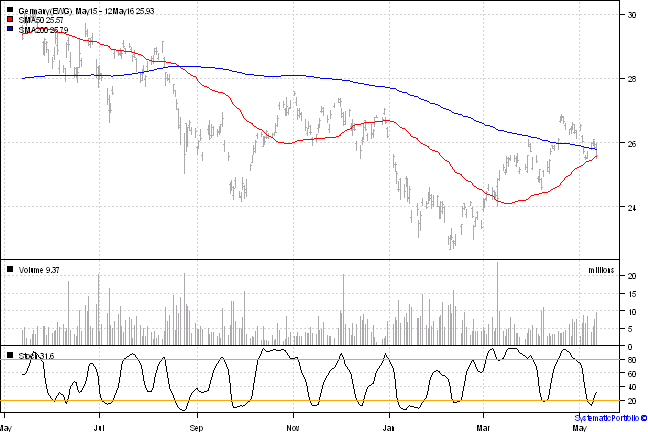 Germany(EWG) May15 - 12May16 25.93
SMA50 25.57
SMA200 25.79
30
28
26
24
Volume 9.37
millions
20
15
10
5
0
Stoch 31.6
80
60
40
20
May
Jul
Sep
Nov
Jan
Mar
May
SystematicPortfolio ©